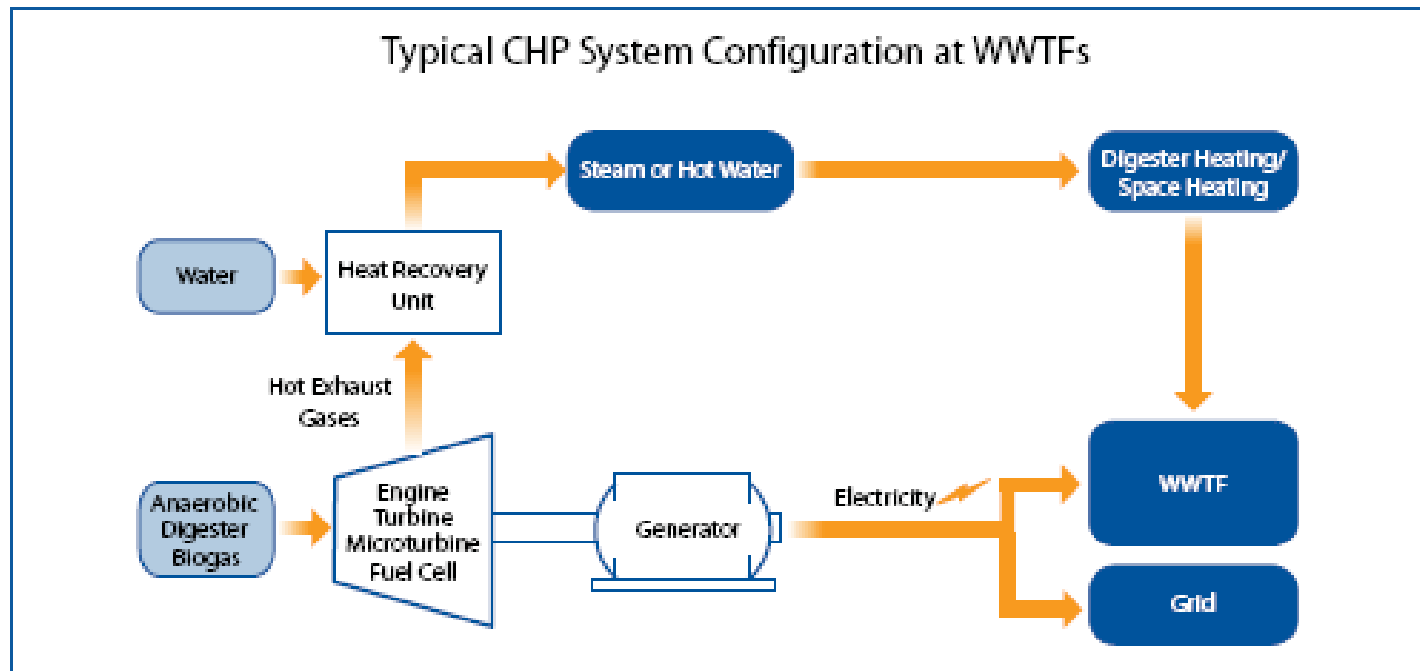 Typical CHP System Configuration at WWTFs
Steam or Hot Water
Digester Heating/
Space Heating
Water
Heat Recovery
Unit
Hot Exhaust
Gases
Anaerobic
Digester
Biogas
Engine
Turbine
Microturbine
Fuel Cell
Generator
Electricity
WWTF
Grid